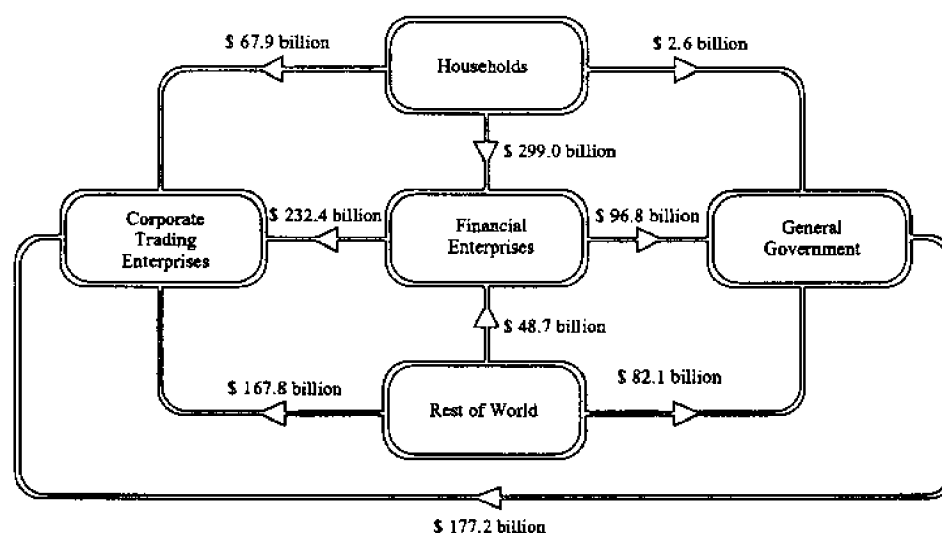 $ 67.9 billion
$ 2.6 billion
Households
$ 299.0 billion
Corporate
Trading
Enterprises
$ 232.4 billion
Financial
Enterprises
$ 96.8 billion
General
Government
$ 48.7 billion
$ 167.8 billion
Rest of World
$ 82.1 billion
$ 177.2 billion